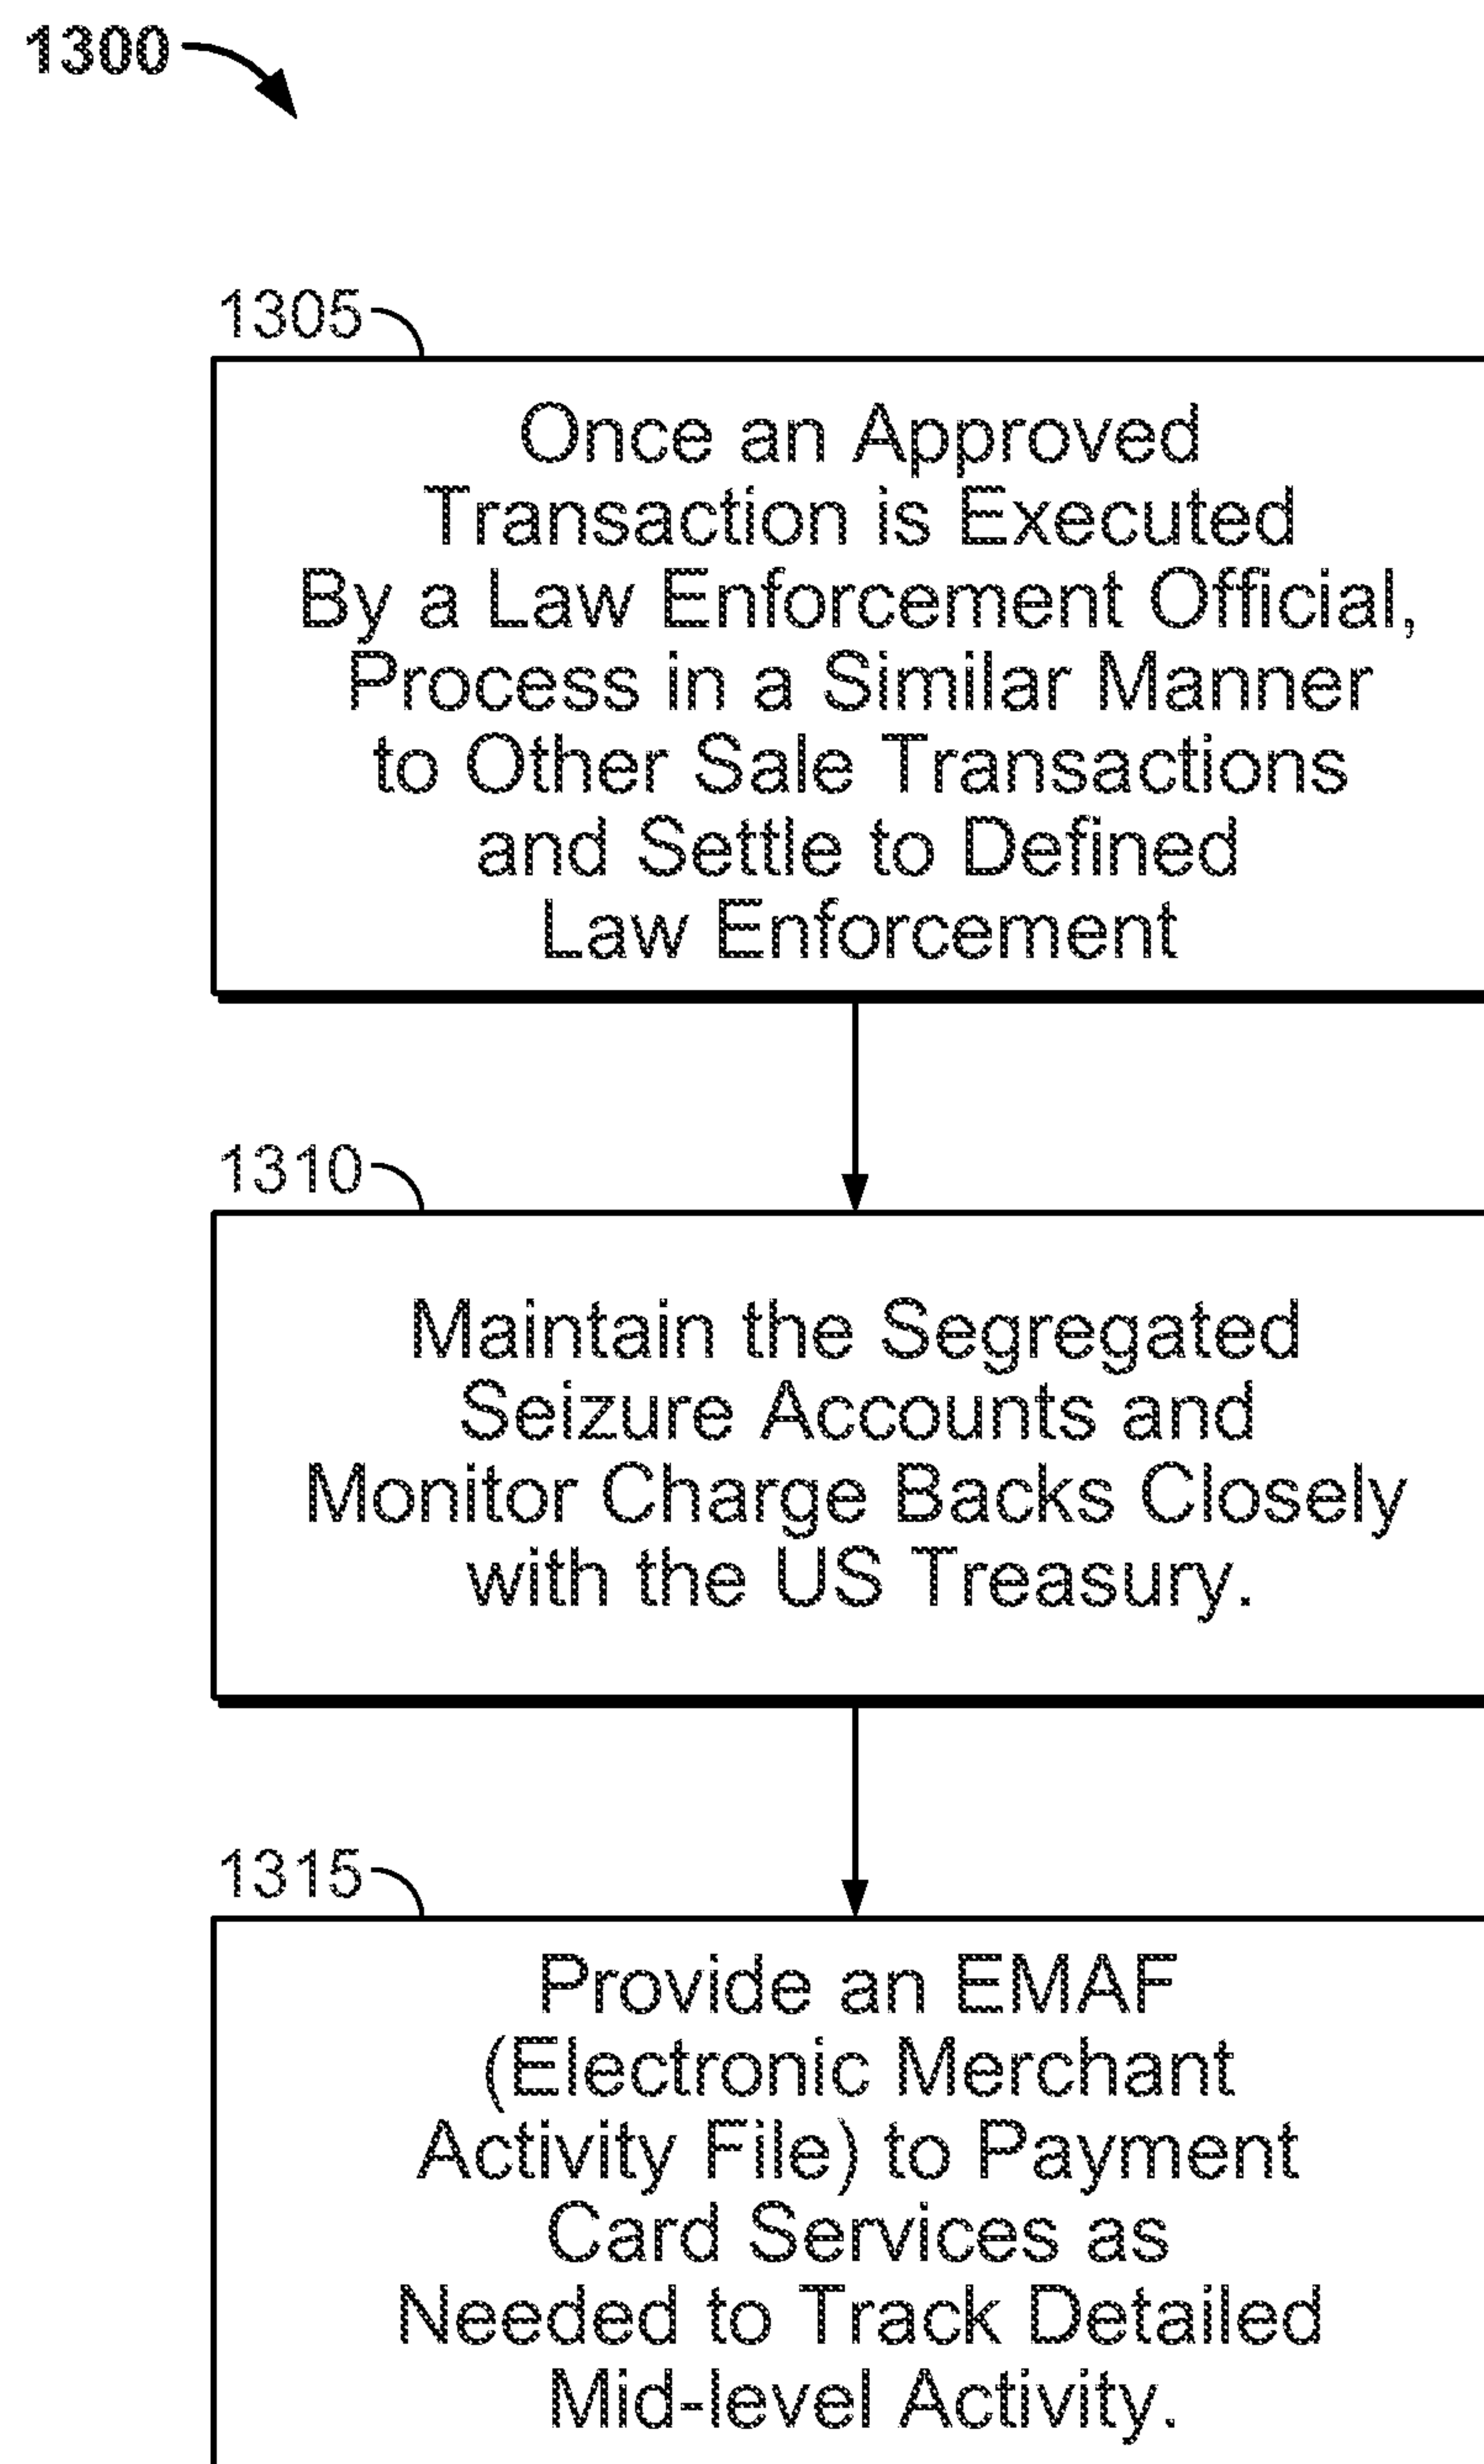 1300
1305
Once an Approved
Transaction is Executed
By a Law Enforcement Official,
Process in a Similar Manner
to Other Sale Transactions
and Settle to Defined
Law Enforcement
1310
Maintain the Segregated
Seizure Accounts and
Monitor Charge Backs Closely
with the US Treasury.
1315
Provide an EMAF
(Electronic Merchant
Activity File) to Payment
Card Services as
Needed to Track Detailed
Mid-level Activity.